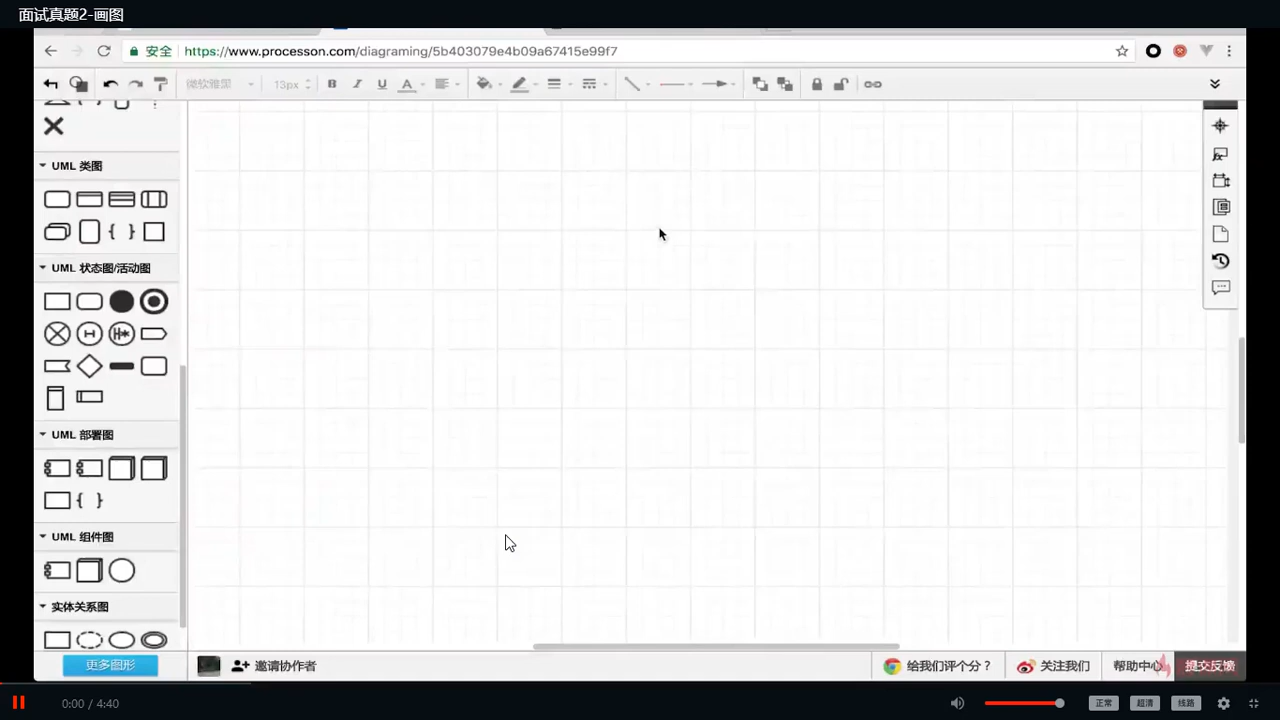 面试真题2-画图
安全 https://www.processon.com/diagraming/5b403079e4b09a67415e99f7
微软雅黑 13px B I U A
UML 类图
UML 状态图/活动图
UML 部署图
UML 组件图
实体关系图
更多图形 邀请协作者 给我们评个分？ 关注我们 帮助中心 提交反馈
0:00 / 4:40 正常 超清 线路